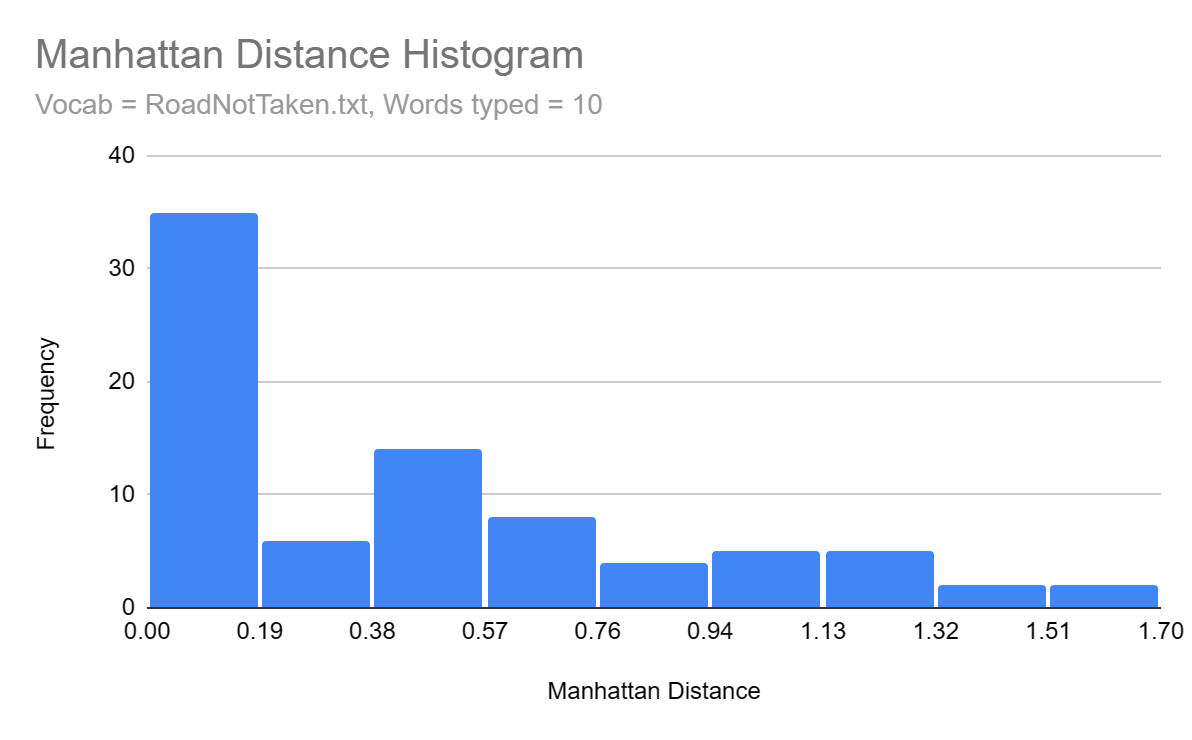 Manhattan Distance Histogram
Vocab = RoadNotTaken.txt, Words typed = 10
Frequency
40
30
20
10
0
0.00 0.19 0.38 0.57 0.76 0.94 1.13 1.32 1.51 1.70
Manhattan Distance